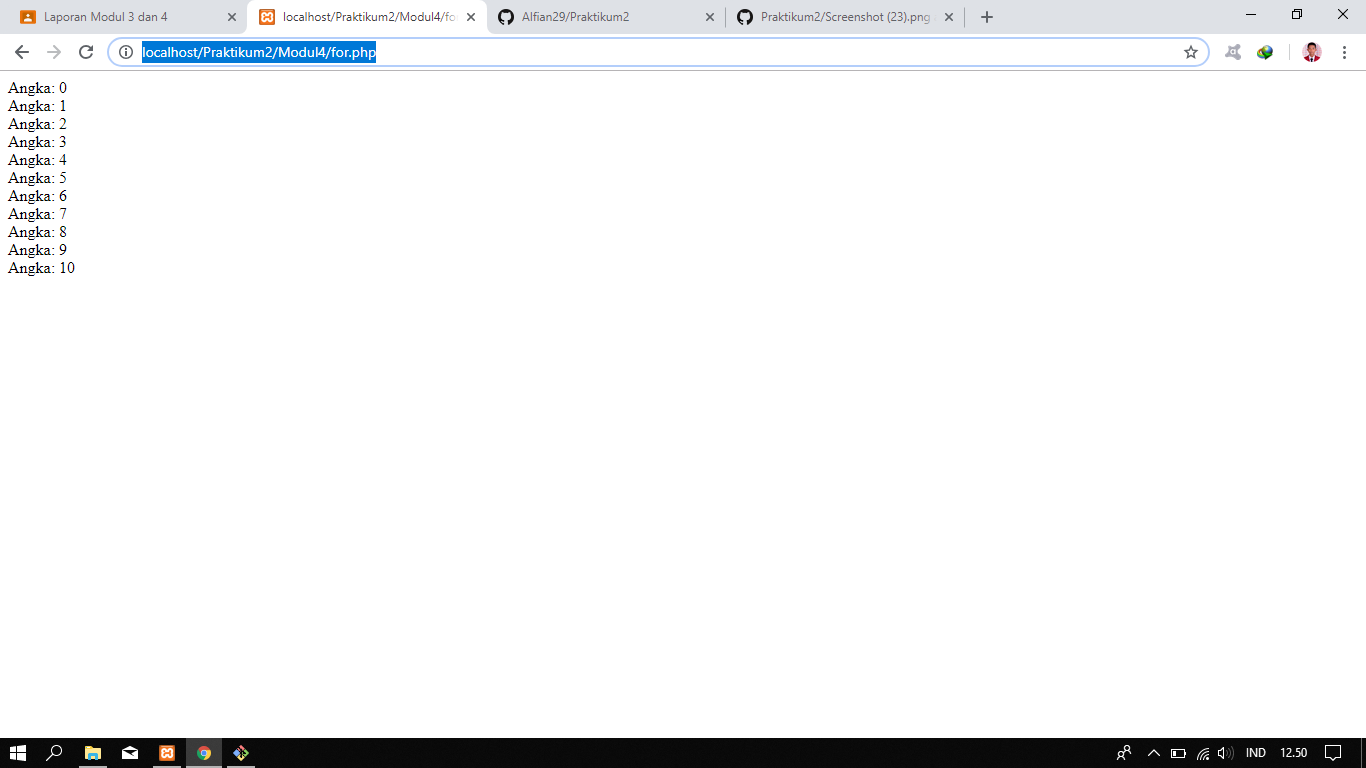 Laporan Modul 3 dan 4
localhost/Praktikum2/Modul4/fo
Alfian29/Praktikum2
Praktikum2/Screenshot (23).png
localhost/Praktikum2/Modul4/for.php
Angka: 0
Angka: 1
Angka: 2
Angka: 3
Angka: 4
Angka: 5
Angka: 6
Angka: 7
Angka: 8
Angka: 9
Angka: 10
IND
12.50